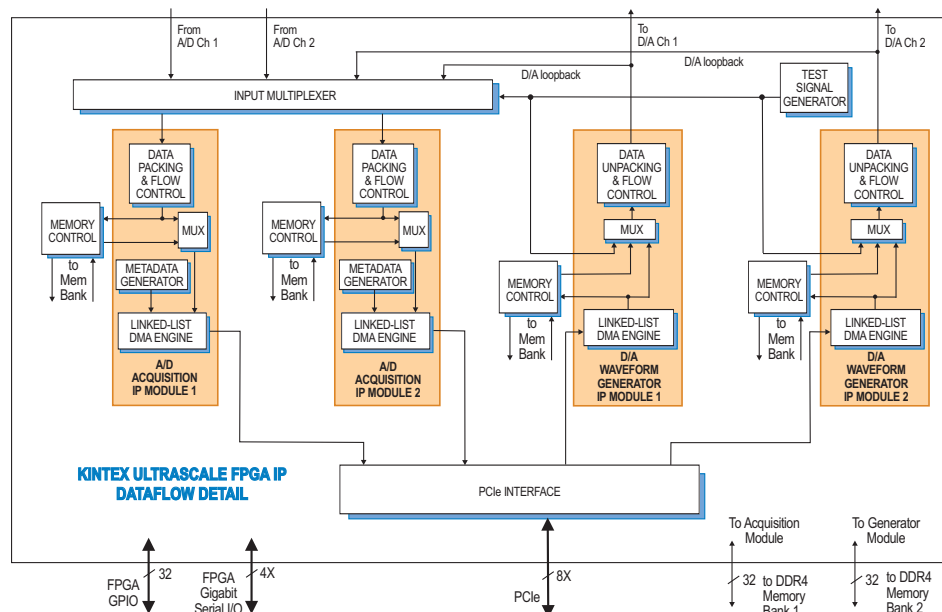 From
A/D Ch 1
From
A/D Ch 2
To
D/A Ch 1
To
D/A Ch 2
D/A loopback
D/A loopback
INPUT MULTIPLEXER
TEST
SIGNAL
GENERATOR
DATA
PACKING
& FLOW
CONTROL
MEMORY
CONTROL
MUX
to
Mem
Bank
METADATA
GENERATOR
LINKED-LIST
DMA ENGINE
A/D
ACQUISITION
IP MODULE 1
DATA
PACKING
& FLOW
CONTROL
MEMORY
CONTROL
MUX
to
Mem
Bank
METADATA
GENERATOR
LINKED-LIST
DMA ENGINE
A/D
ACQUISITION
IP MODULE 2
DATA
UNPACKING
& FLOW
CONTROL
MUX
MEMORY
CONTROL
to
Mem
Bank
LINKED-LIST
DMA ENGINE
D/A
WAVEFORM
GENERATOR
IP MODULE 1
DATA
UNPACKING
& FLOW
CONTROL
MUX
MEMORY
CONTROL
to
Mem
Bank
LINKED-LIST
DMA ENGINE
D/A
WAVEFORM
GENERATOR
IP MODULE 2
KINTEX ULTRASCALE FPGA IP
DATAFLOW DETAIL
PCIe INTERFACE
To Acquisition
Module
To Generator
Module
32
FPGA
GPIO
4X
FPGA
Gigabit
Serial I/O
8X
PCIe
32
to DDR4
Memory
Bank 1
32
to DDR4
Memory
Bank 2